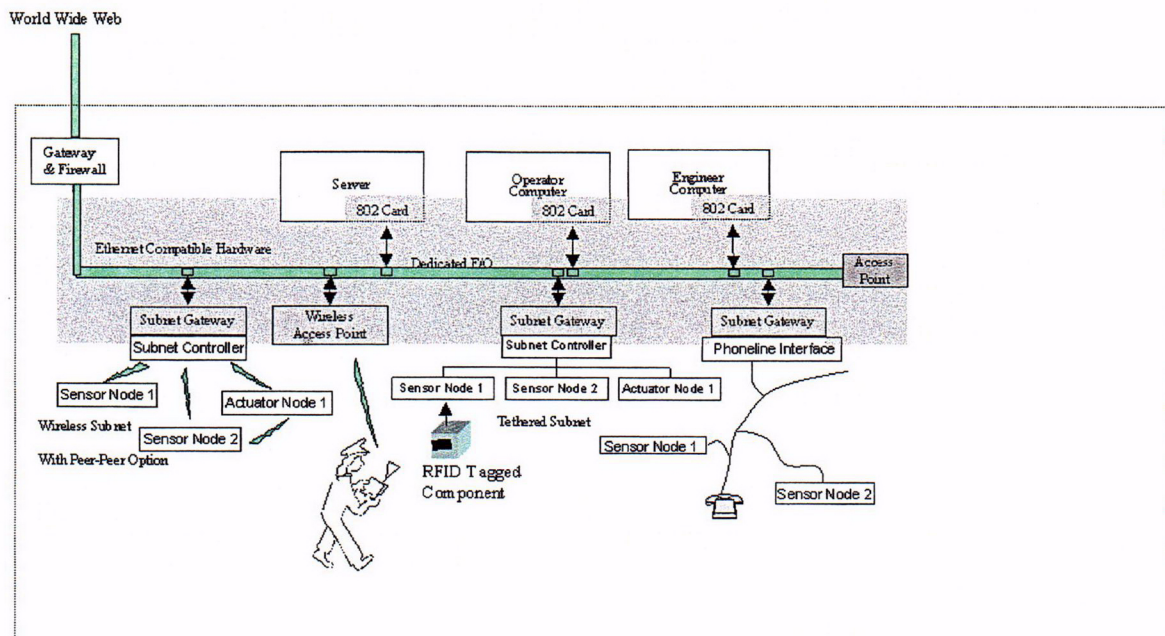 World Wide Web
Gateway
& Firewall
Server
802 Card
Operator
Computer
802 Card
Engineer
Computer
802 Card
Ethernet Compatible Hardware
Dedicated F/O
Access
Point
Subnet Gateway
Subnet Controller
Wireless
Access Point
Subnet Gateway
Subnet Controller
Subnet Gateway
Phoneline Interface
Sensor Node 1
Actuator Node 1
Wireless Subnet
Sensor Node 2
With Peer-Peer Option
Sensor Node 1
Sensor Node 2
Actuator Node 1
Tethered Subnet
RFID Tagged
Component
Sensor Node 1
Sensor Node 2